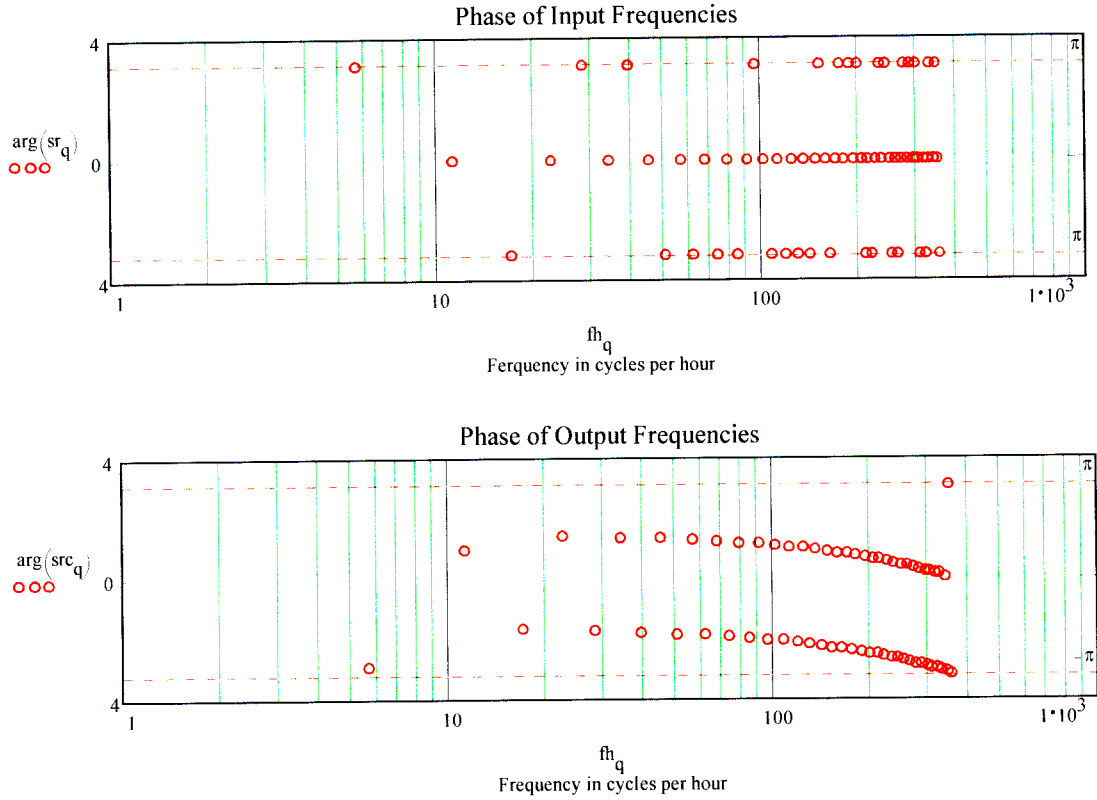 Phase of Input Frequencies
4
π
arg(sr_q)
0
π
4
1
10
100
1·10³
fh_q
Ferquency in cycles per hour
Phase of Output Frequencies
4
π
arg(src_q)
0
π
4
1
10
100
1·10³
fh_q
Frequency in cycles per hour